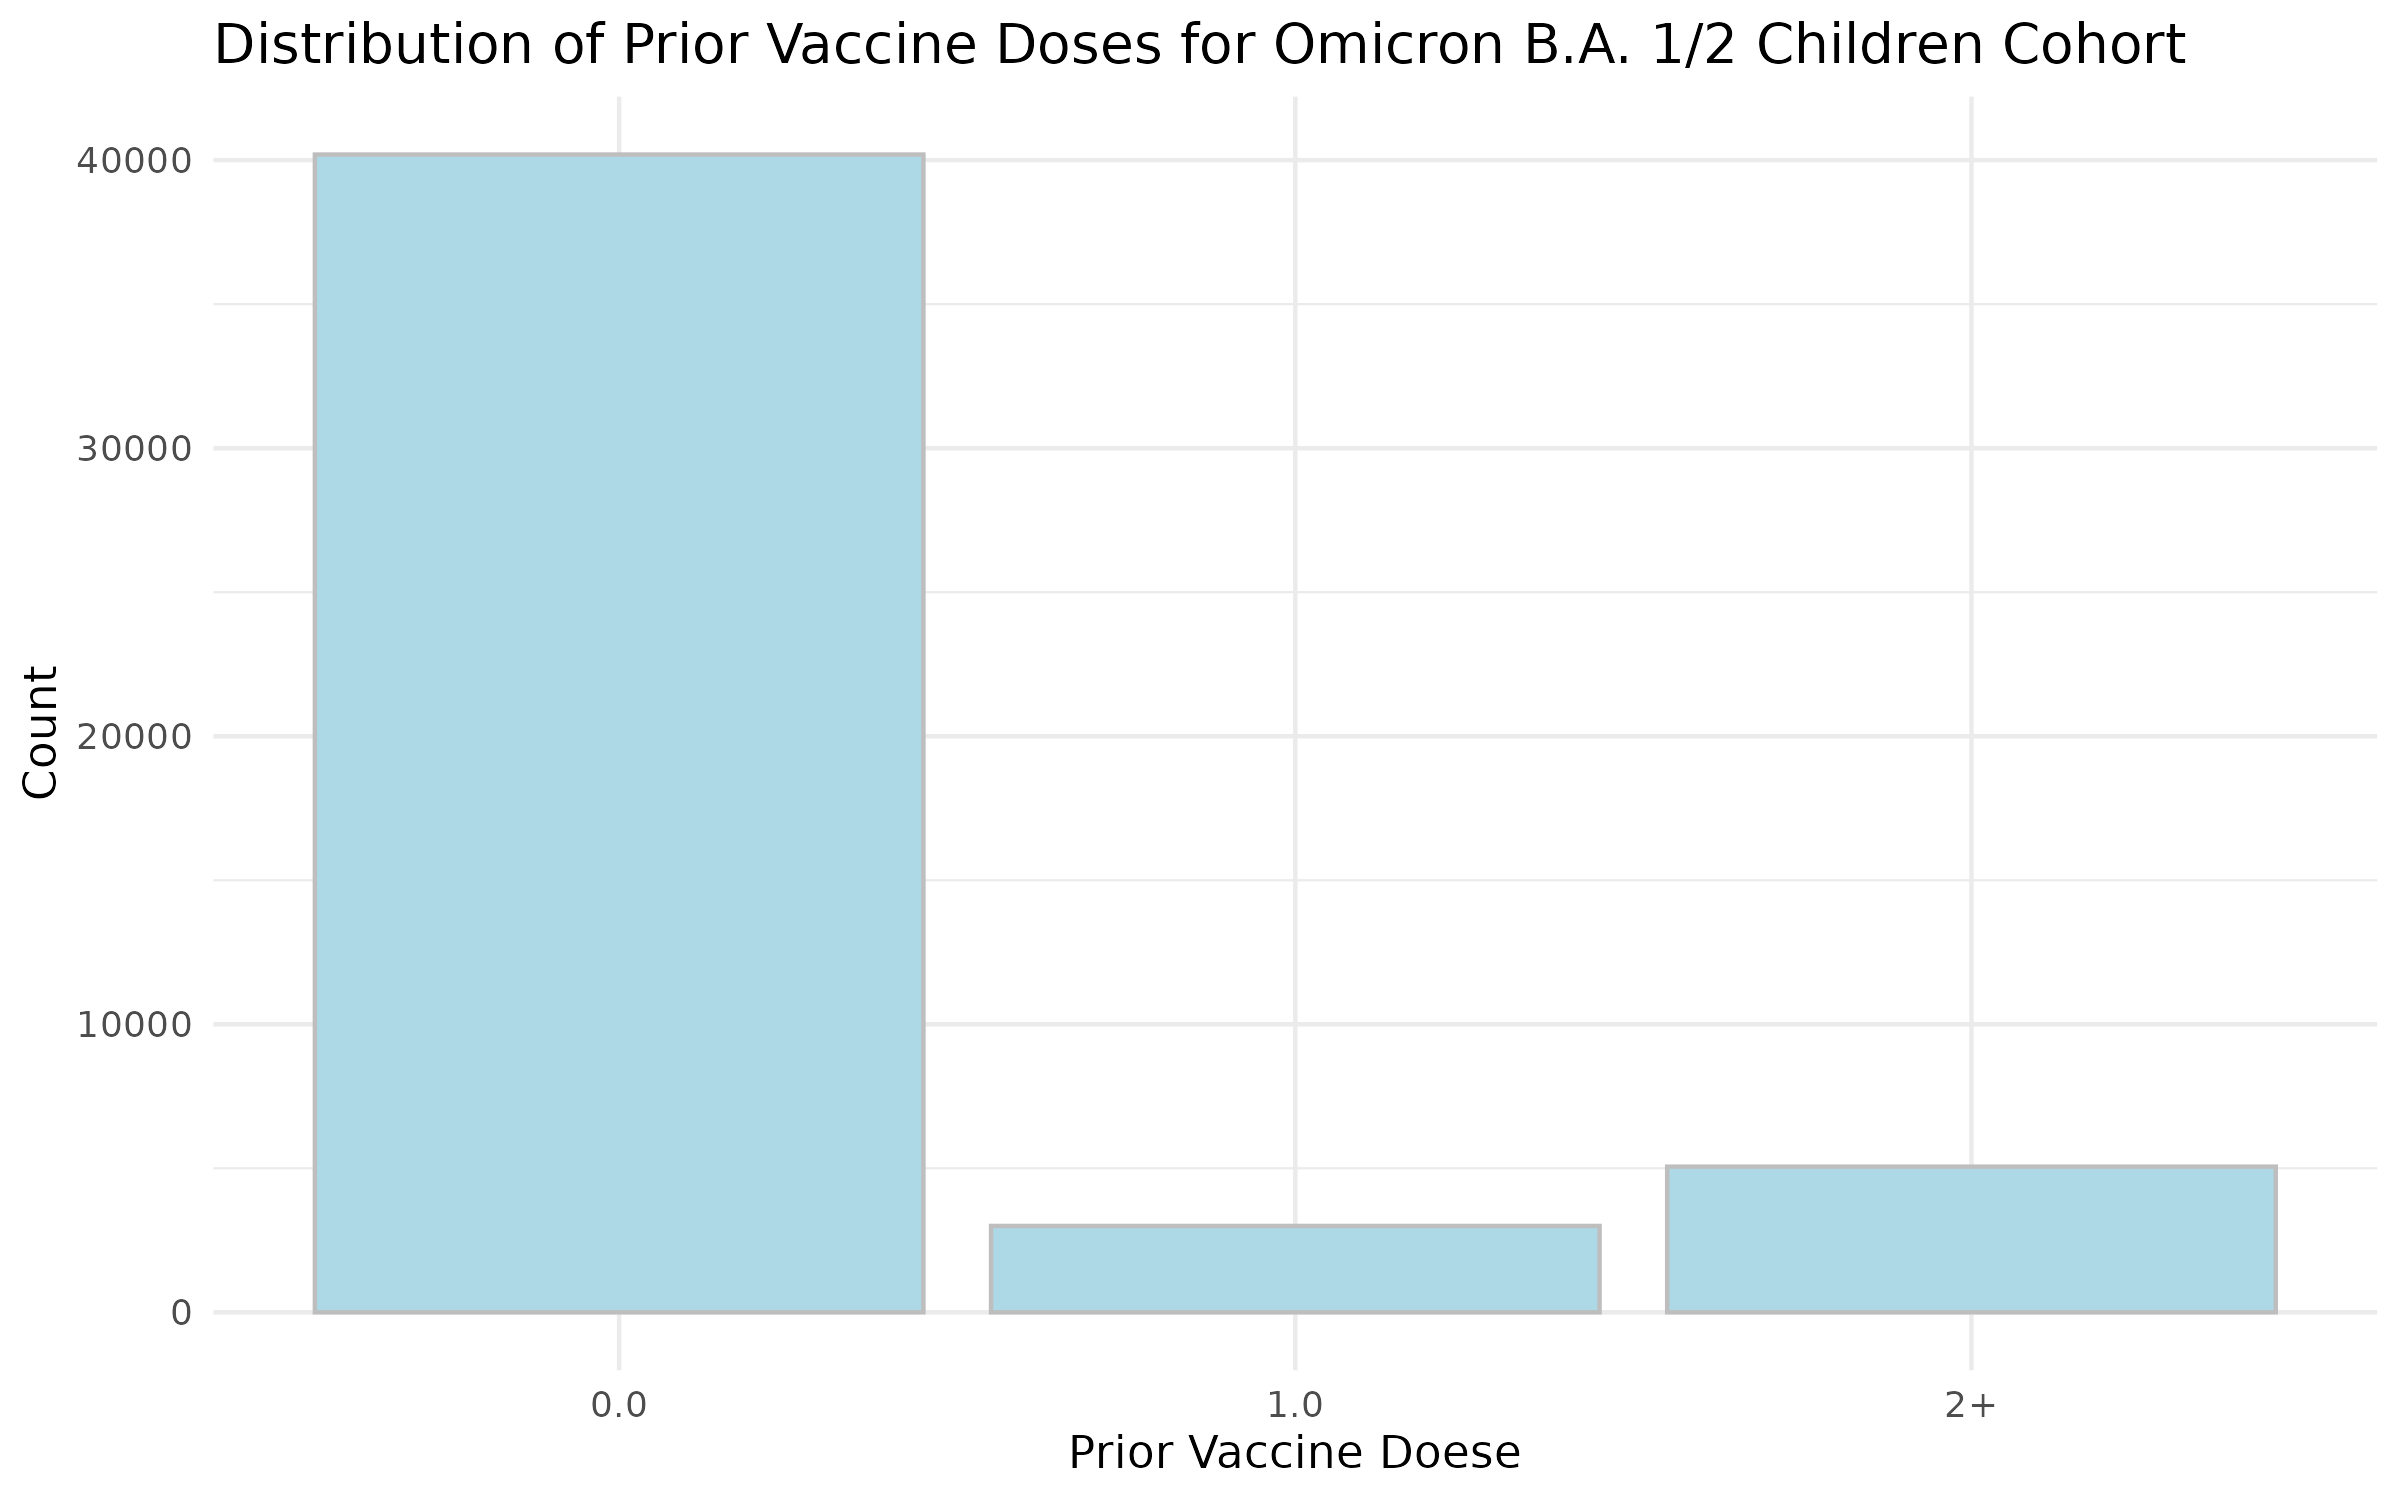 Distribution of Prior Vaccine Doses for Omicron B.A. 1/2 Children Cohort
40000
30000
20000
10000
0
Count
0.0 1.0 2+
Prior Vaccine Doese